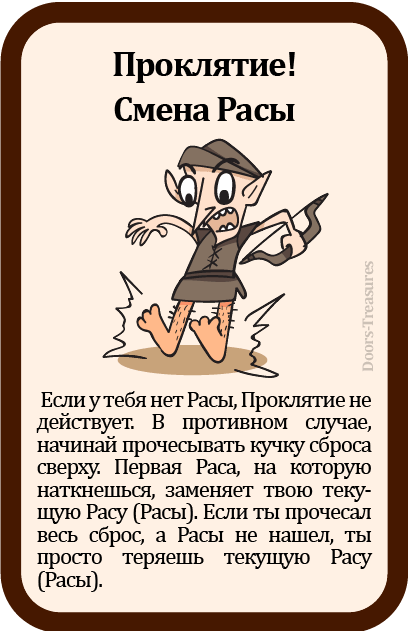 Проклятие!
Смена Расы
Doors-Treasures
Если у тебя нет Расы, Проклятие не
действует. В противном случае,
начинай прочесывать кучку сброса
сверху. Первая Раса, на которую
наткнешься, заменяет твою теку-
щую Расу (Расы). Если ты прочесал
весь сброс, а Расы не нашел, ты
просто теряешь текущую Расу
(Расы).